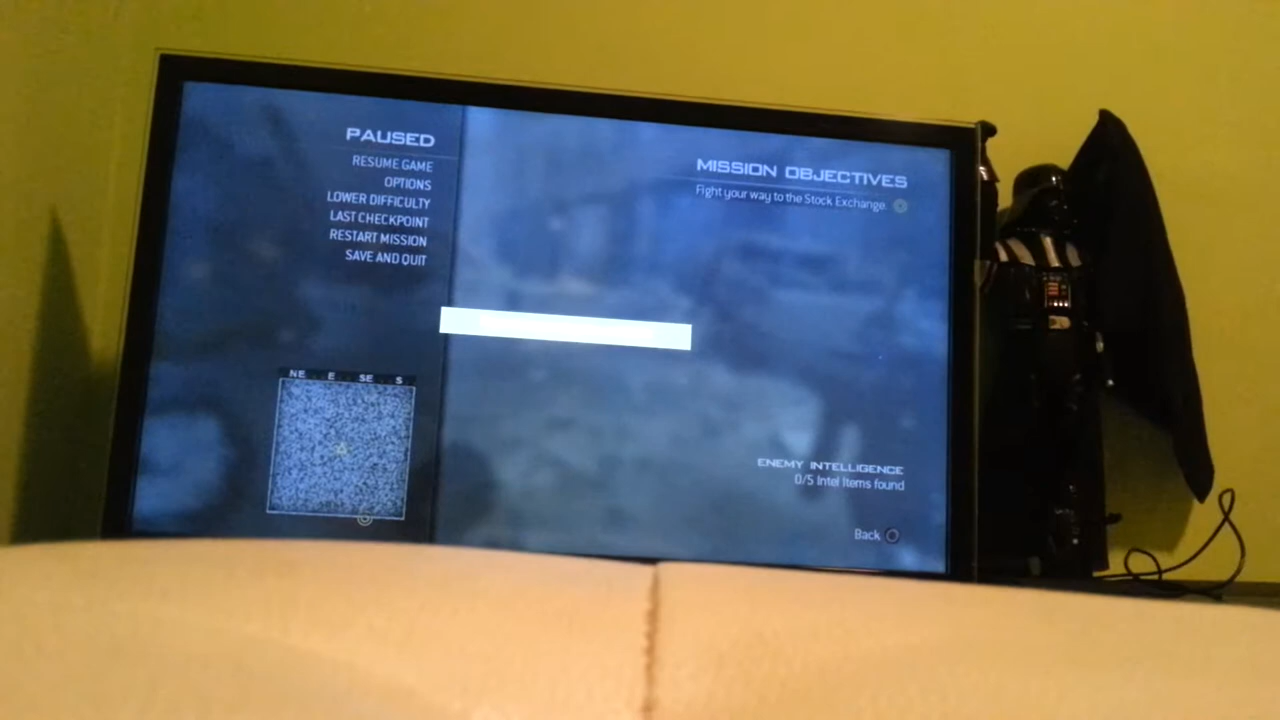 PAUSED
RESUME GAME
OPTIONS
LOWER DIFFICULTY
LAST CHECKPOINT
RESTART MISSION
SAVE AND QUIT
NE E SE S
MISSION OBJECTIVES
Fight your way to the Stock Exchange.
ENEMY INTELLIGENCE
0/5 Intel Items found
Back